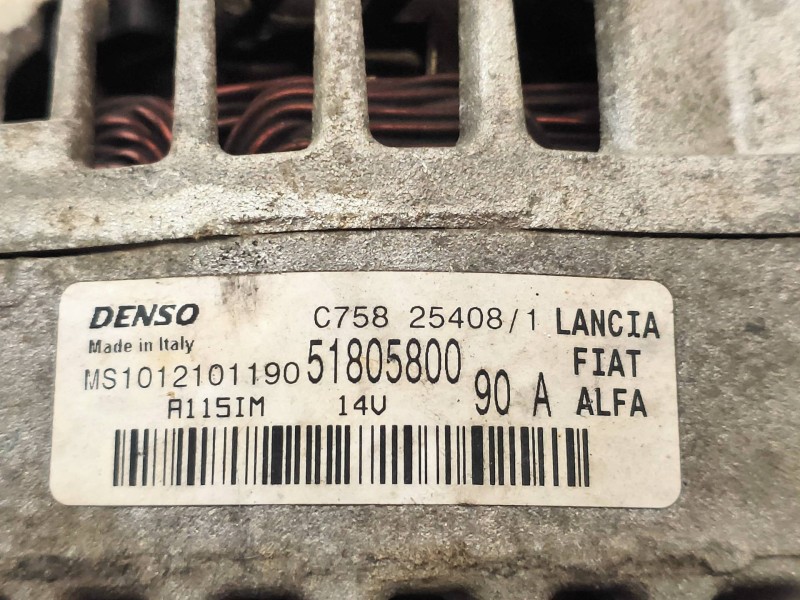 DENSO C758 25408/1 LANCIA
Made in Italy 51805800 FIAT
MS1012101190 90 A ALFA
A115IM 14V